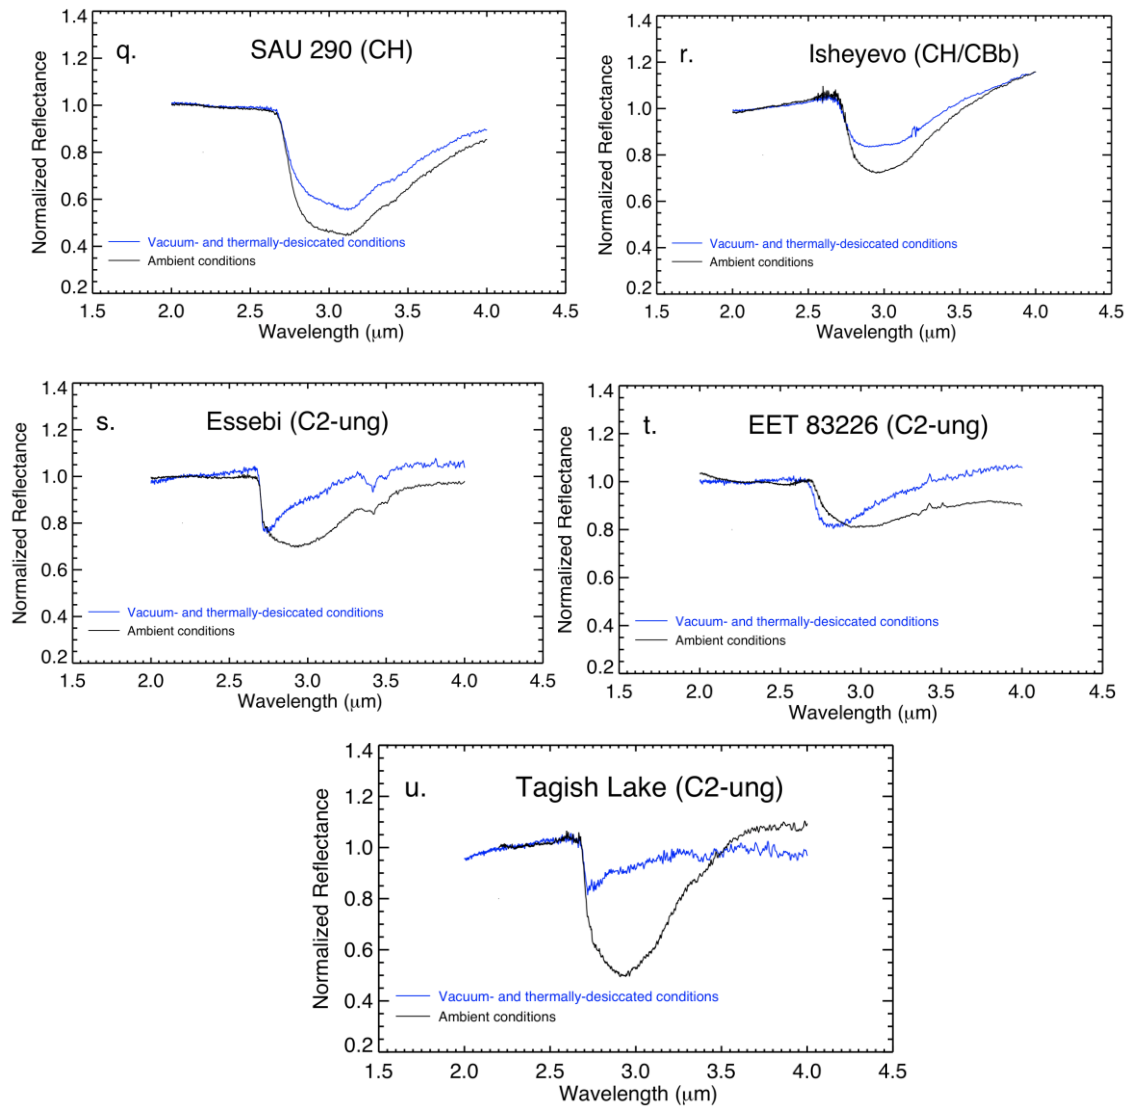 q. SAU 290 (CH)
Normalized Reflectance
1.4
1.2
1.0
0.8
0.6
0.4
0.2
Vacuum- and thermally-desiccated conditions
Ambient conditions
1.5 2.0 2.5 3.0 3.5 4.0 4.5
Wavelength (μm)
r. Isheyevo (CH/CBb)
Normalized Reflectance
1.4
1.2
1.0
0.8
0.6
0.4
0.2
Vacuum- and thermally-desiccated conditions
Ambient conditions
1.5 2.0 2.5 3.0 3.5 4.0 4.5
Wavelength (μm)
s. Essebi (C2-ung)
Normalized Reflectance
1.4
1.2
1.0
0.8
0.6
0.4
0.2
Vacuum- and thermally-desiccated conditions
Ambient conditions
1.5 2.0 2.5 3.0 3.5 4.0 4.5
Wavelength (μm)
t. EET 83226 (C2-ung)
Normalized Reflectance
1.4
1.2
1.0
0.8
0.6
0.4
0.2
Vacuum- and thermally-desiccated conditions
Ambient conditions
1.5 2.0 2.5 3.0 3.5 4.0 4.5
Wavelength (μm)
u. Tagish Lake (C2-ung)
Normalized Reflectance
1.4
1.2
1.0
0.8
0.6
0.4
0.2
Vacuum- and thermally-desiccated conditions
Ambient conditions
1.5 2.0 2.5 3.0 3.5 4.0 4.5
Wavelength (μm)